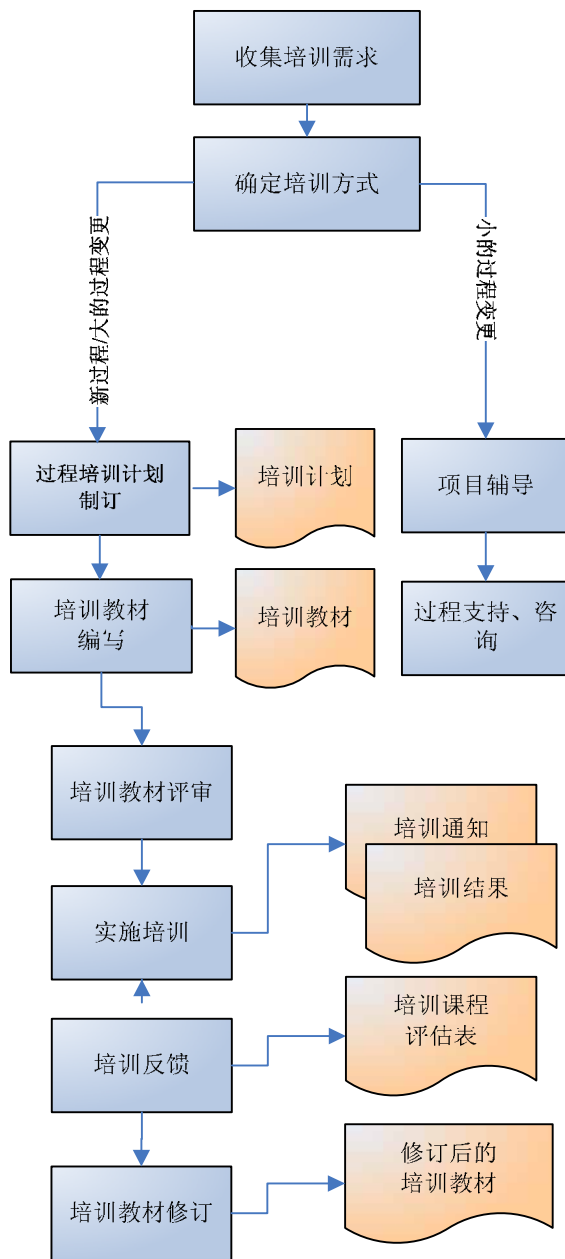 收集培训需求
确定培训方式
新过程/大的过程变更
小的过程变更
过程培训计划
制订
培训计划
项目辅导
培训教材
编写
培训教材
过程支持、咨
询
培训教材评审
培训通知
培训结果
实施培训
培训课程
评估表
培训反馈
修订后的
培训教材
培训教材修订